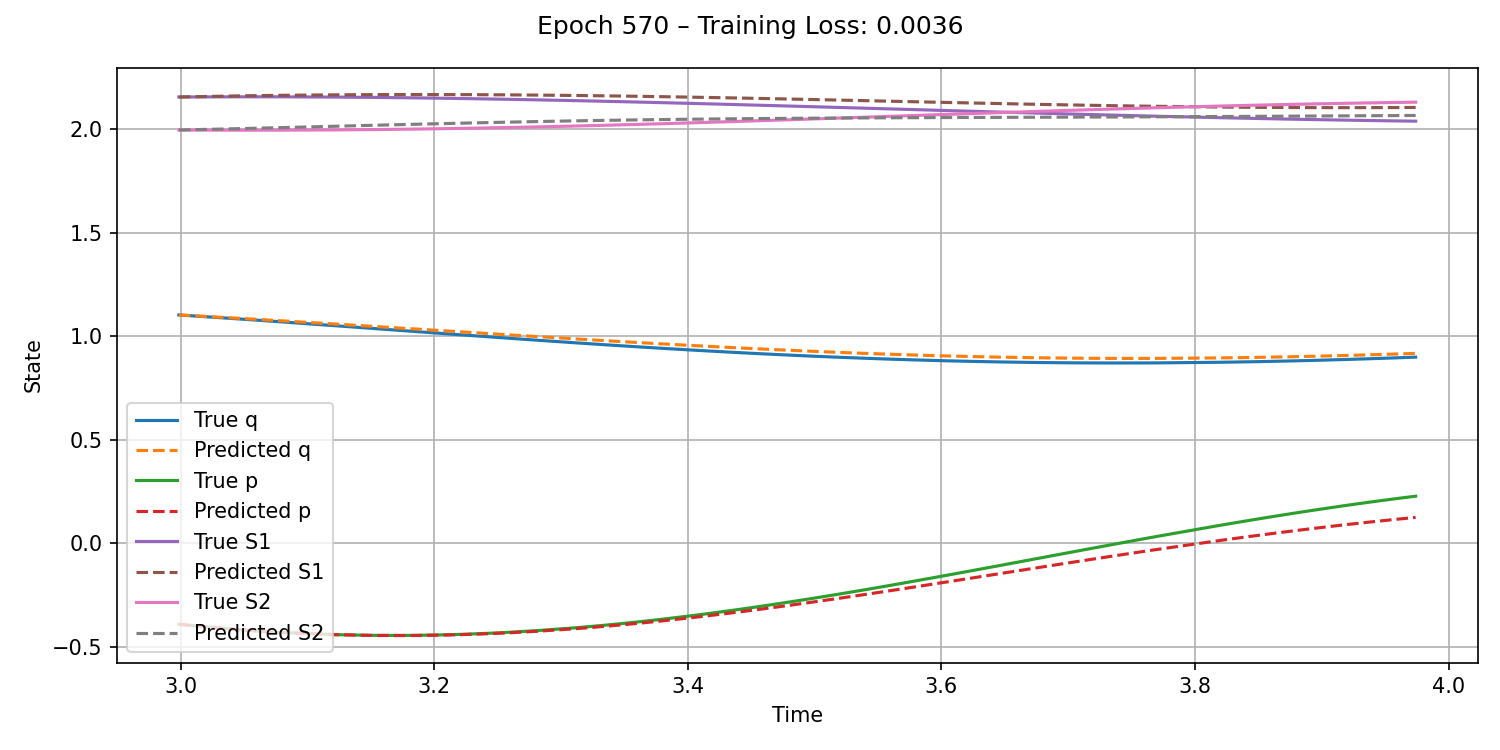 Epoch 570 – Training Loss: 0.0036
State
2.0
1.5
1.0
0.5
0.0
−0.5
True q
Predicted q
True p
Predicted p
True S1
Predicted S1
True S2
Predicted S2
3.0 3.2 3.4 3.6 3.8 4.0
Time